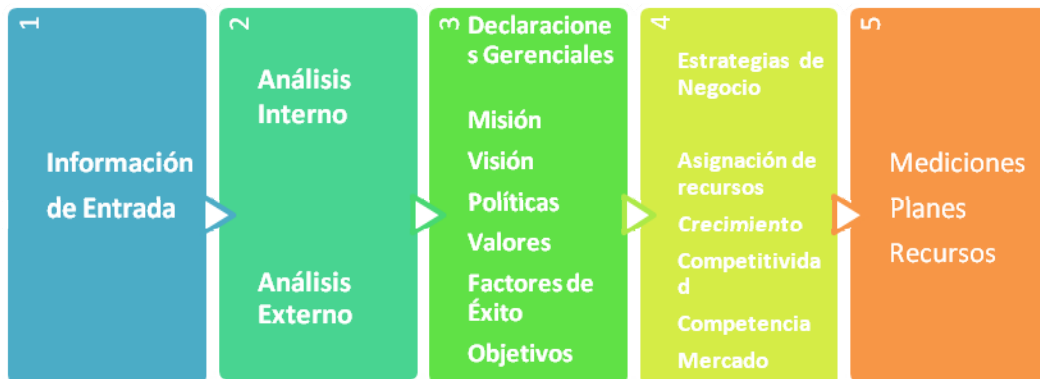 1
Información
de Entrada
2
Análisis
Interno
Análisis
Externo
3
Declaracione
s Gerenciales
Misión
Visión
Políticas
Valores
Factores de
Éxito
Objetivos
4
Estrategias de
Negocio
Asignación de
recursos
Crecimiento
Competitivida
d
Competencia
Mercado
5
Mediciones
Planes
Recursos